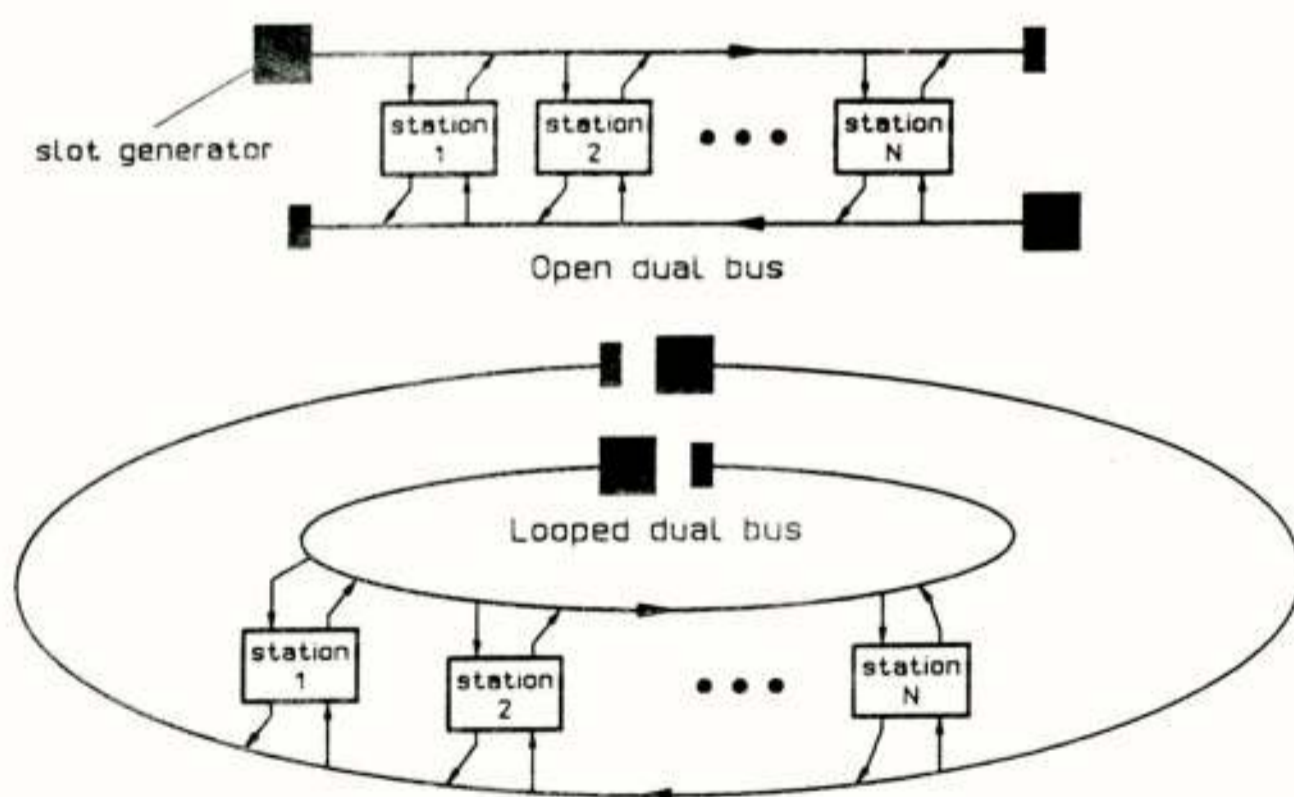 slot generator
station
1
station
2
station
N
Open dual bus
Looped dual bus
station
1
station
2
station
N